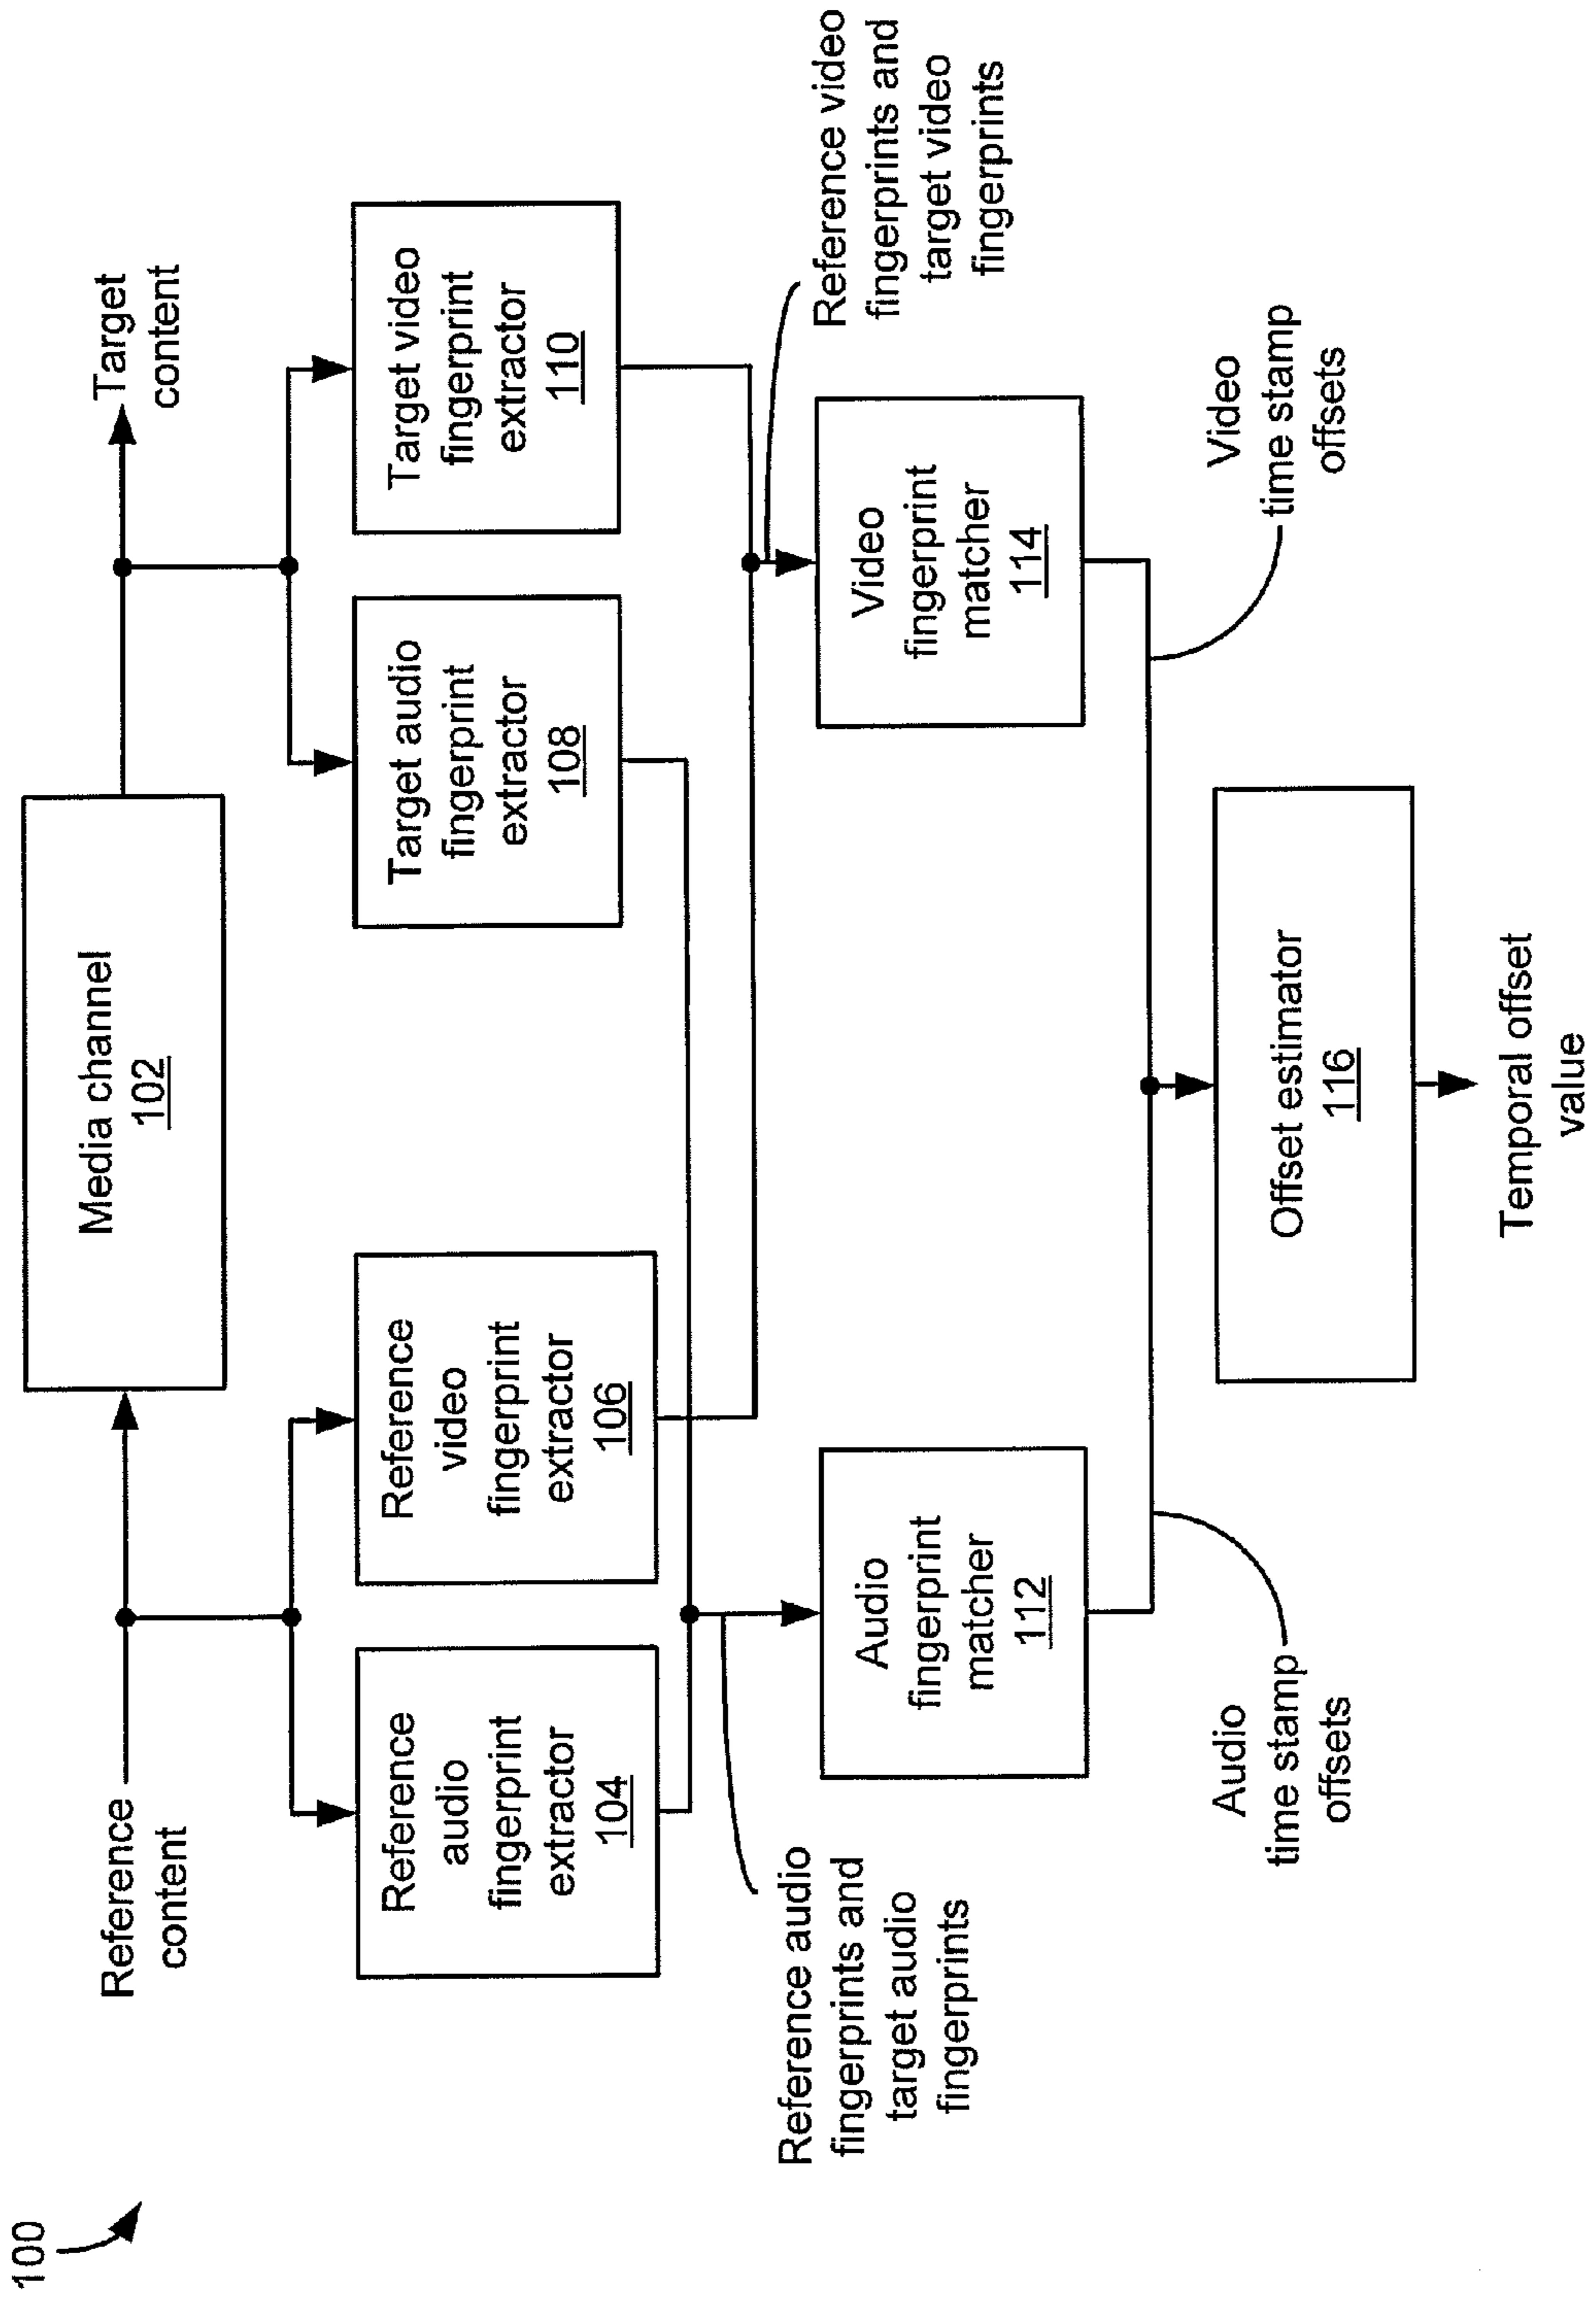 100
Reference
content
Media channel
102
Target
content
Reference
audio
fingerprint
extractor
104
Reference
video
fingerprint
extractor
106
Target audio
fingerprint
extractor
108
Target video
fingerprint
extractor
110
Reference audio
fingerprints and
target audio
fingerprints
Reference video
fingerprints and
target video
fingerprints
Audio
fingerprint
matcher
112
Video
fingerprint
matcher
114
Audio
time stamp
offsets
Video
time stamp
offsets
Offset estimator
116
Temporal offset
value